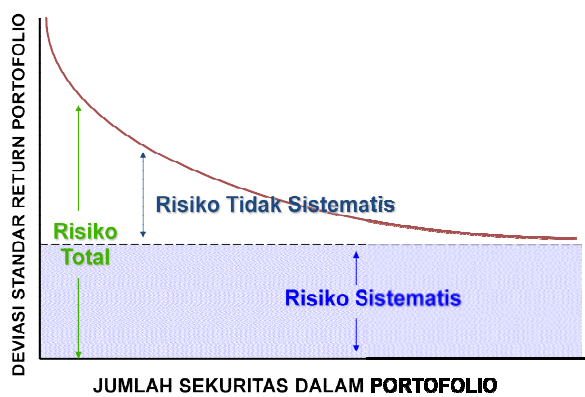 DEVIASI STANDAR RETURN PORTOFOLIO
Risiko Tidak Sistematis
Risiko
Total
Risiko Sistematis
JUMLAH SEKURITAS DALAM PORTOFOLIO